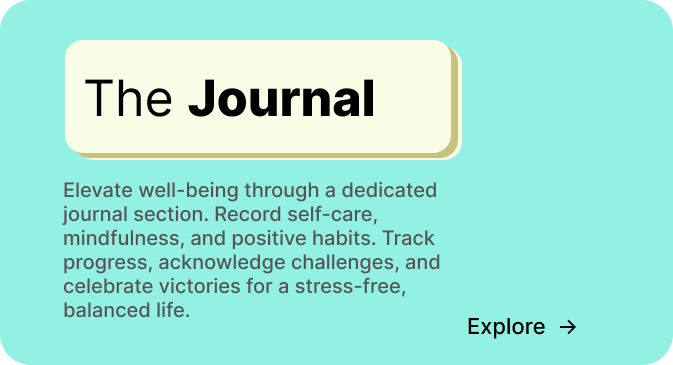 The Journal
Elevate well-being through a dedicated
journal section. Record self-care,
mindfulness, and positive habits. Track
progress, acknowledge challenges, and
celebrate victories for a stress-free,
balanced life.
Explore →